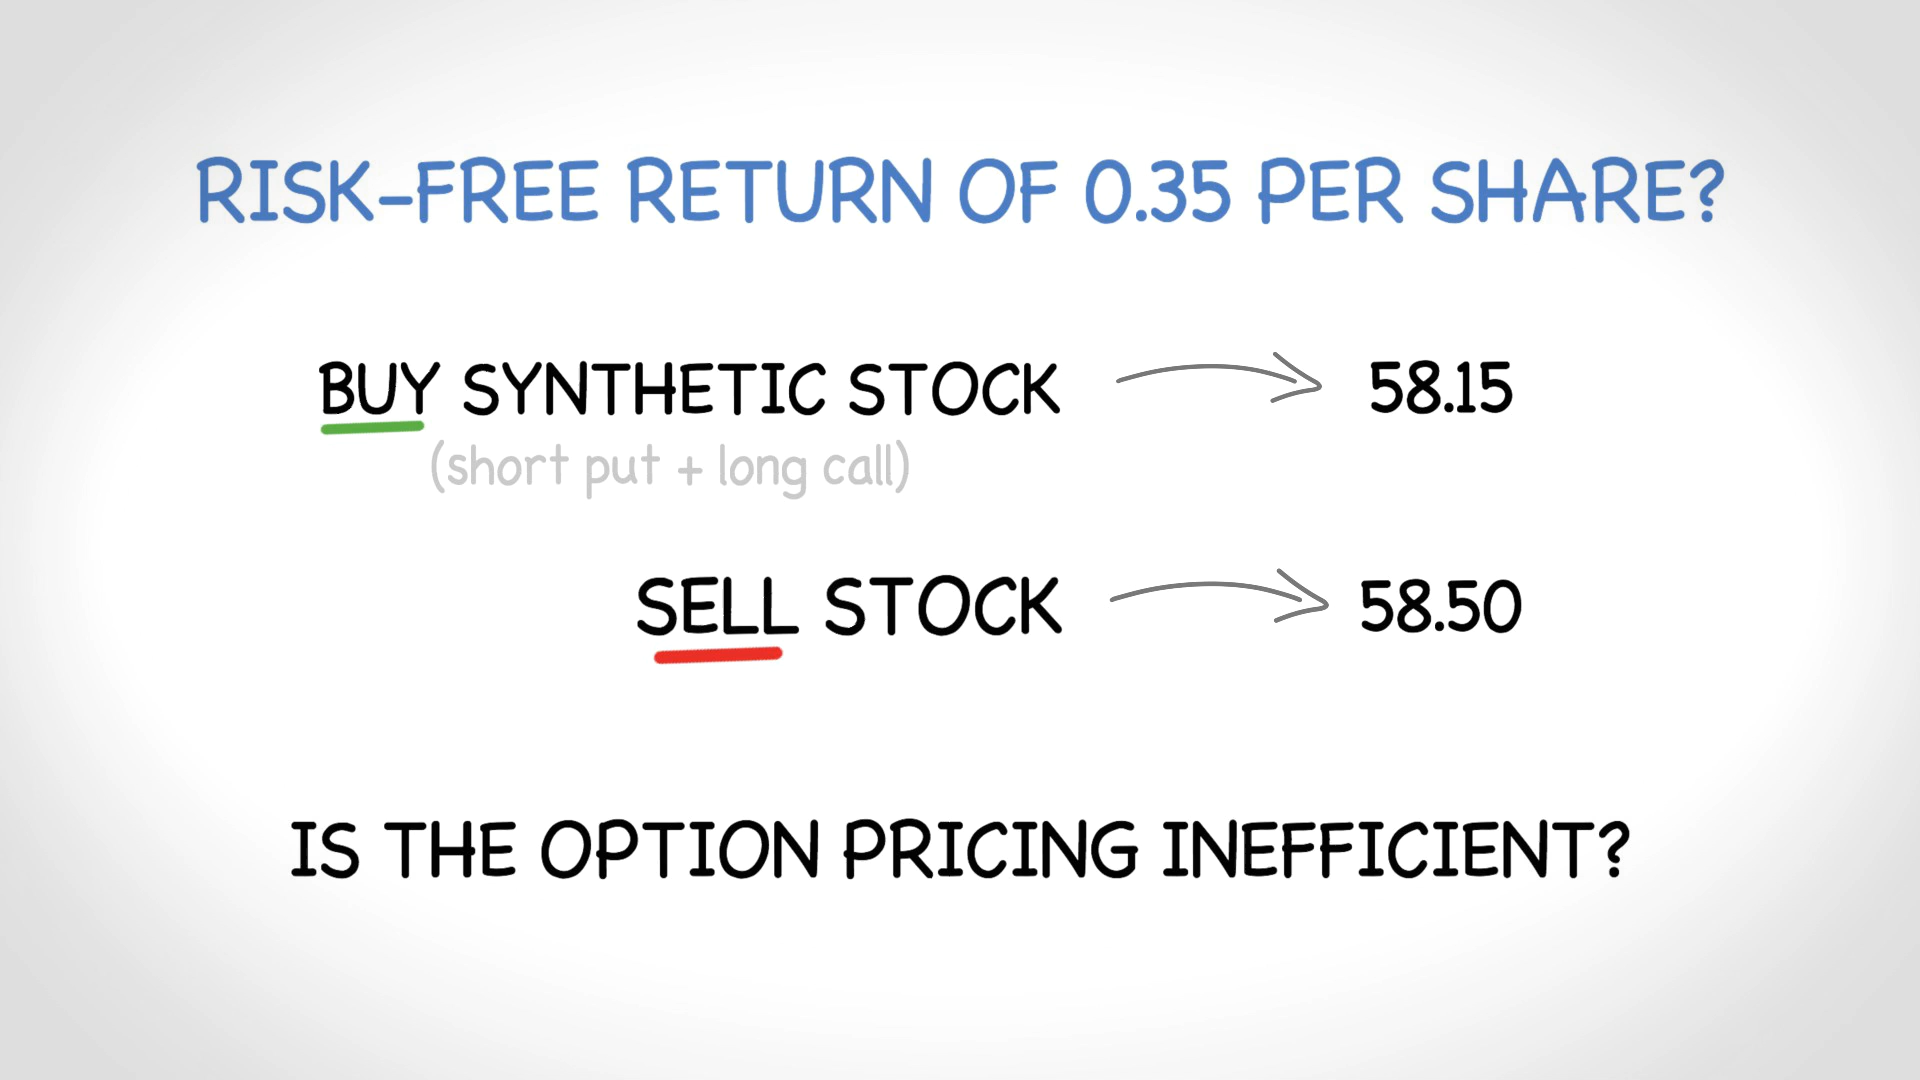 RISK-FREE RETURN OF 0.35 PER SHARE?
BUY SYNTHETIC STOCK 58.15
(short put + long call)
SELL STOCK 58.50
IS THE OPTION PRICING INEFFICIENT?